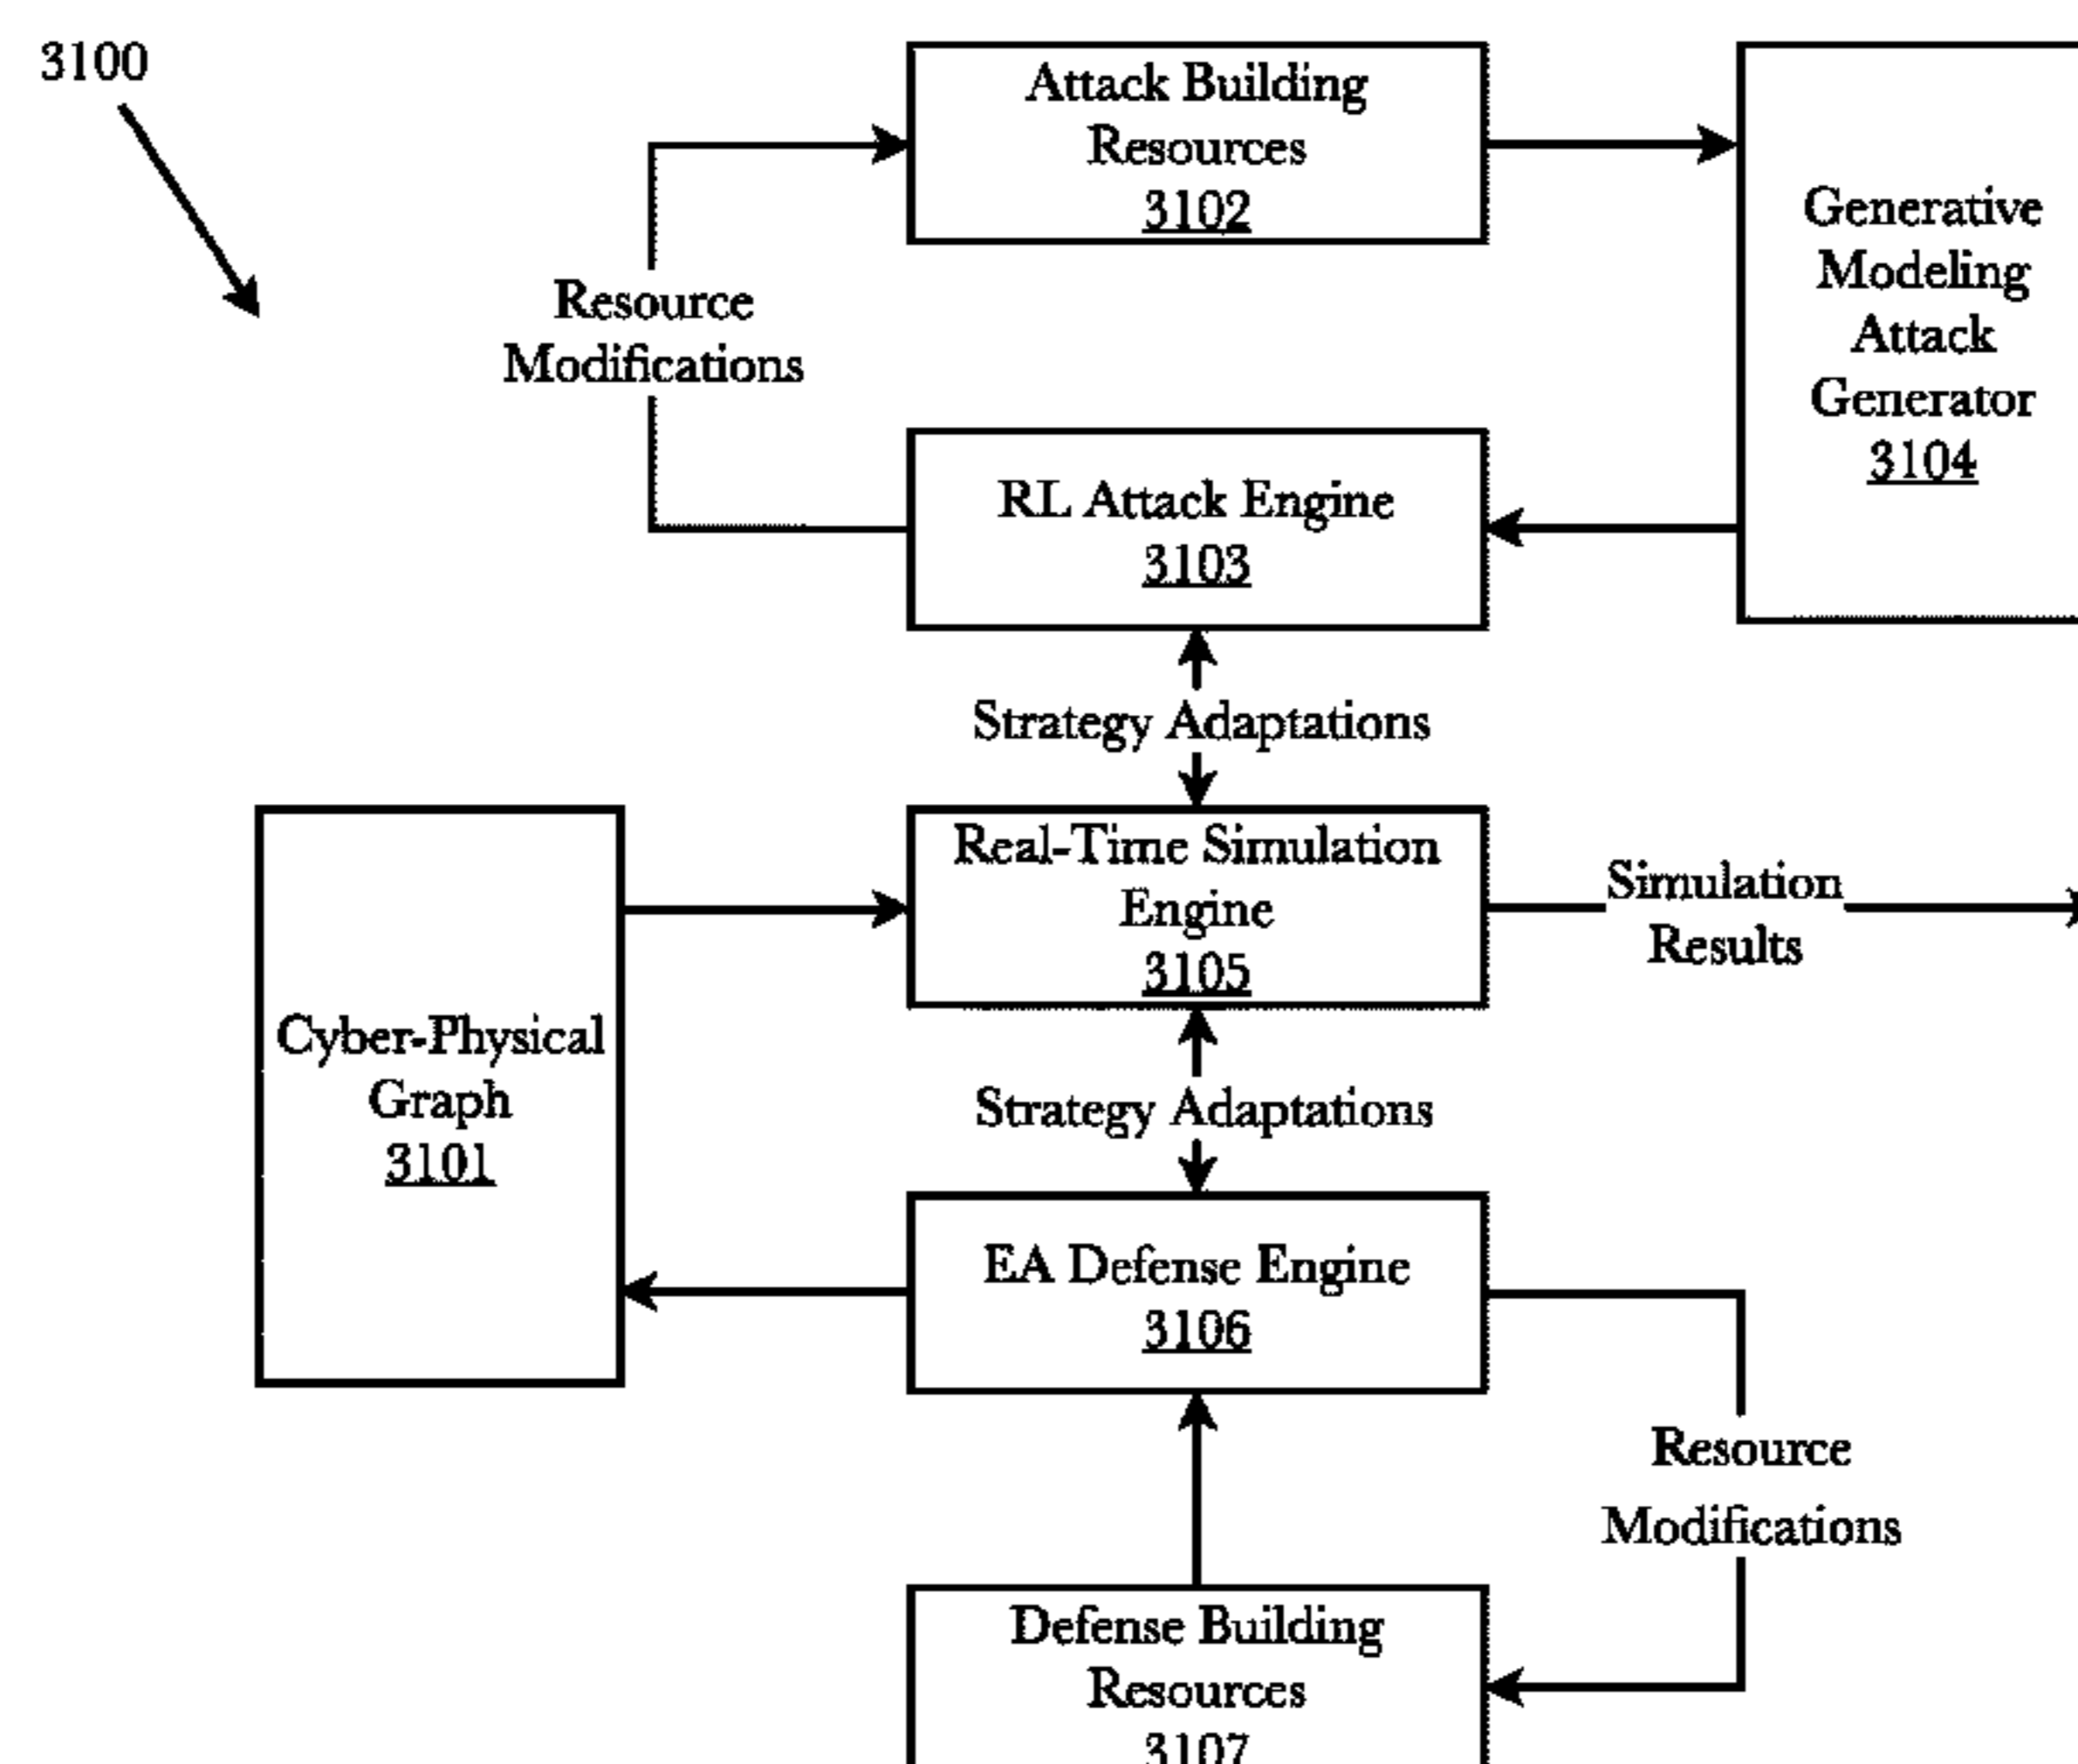 3100
Attack Building
Resources
3102
Generative
Modeling
Attack
Generator
3104
Resource
Modifications
RL Attack Engine
3103
Strategy Adaptations
Real-Time Simulation
Engine
3105
Simulation
Results
Cyber-Physical
Graph
3101
Strategy Adaptations
EA Defense Engine
3106
Resource
Modifications
Defense Building
Resources
3107